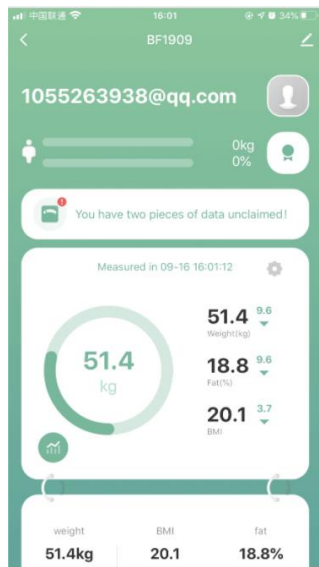 中国联通 16:01 34%
BF1909
1055263938@qq.com
0kg
0%
You have two pieces of data unclaimed!
Measured in 09-16 16:01:12
51.4 9.6
Weight(kg)
51.4
kg
18.8 9.6
Fat(%)
20.1 3.7
BMI
weight BMI fat
51.4kg 20.1 18.8%